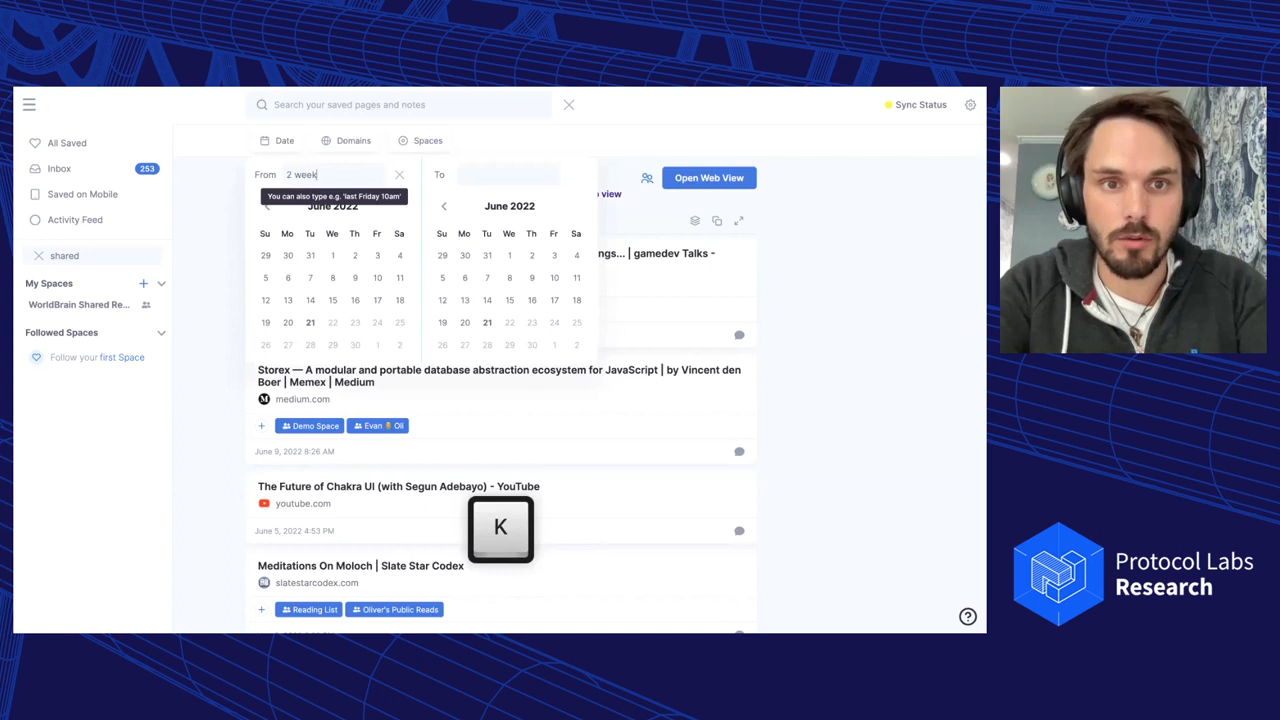 Search your saved pages and notes
Sync Status
All Saved
Inbox
253
Saved on Mobile
Activity Feed
shared
My Spaces
WorldBrain Shared Re...
Followed Spaces
Follow your first Space
Date
Domains
Spaces
From
2 week
To
You can also type e.g. 'last Friday 10am'
June 2022
June 2022
Su Mo Tu We Th Fr Sa
29 30 31 1 2 3 4
5 6 7 8 9 10 11
12 13 14 15 16 17 18
19 20 21 22 23 24 25
26 27 28 29 30 1 2
Su Mo Tu We Th Fr Sa
29 30 31 1 2 3 4
5 6 7 8 9 10 11
12 13 14 15 16 17 18
19 20 21 22 23 24 25
26 27 28 29 30 1 2
Open Web View
view
ngs... | gamedev Talks -
Storex — A modular and portable database abstraction ecosystem for JavaScript | by Vincent den
Boer | Memex | Medium
medium.com
+ Demo Space
Evan Oli
June 9, 2022 8:26 AM
The Future of Chakra UI (with Segun Adebayo) - YouTube
youtube.com
June 5, 2022 4:53 PM
K
Meditations On Moloch | Slate Star Codex
slatestarcodex.com
+ Reading List
Oliver's Public Reads
Protocol Labs
Research